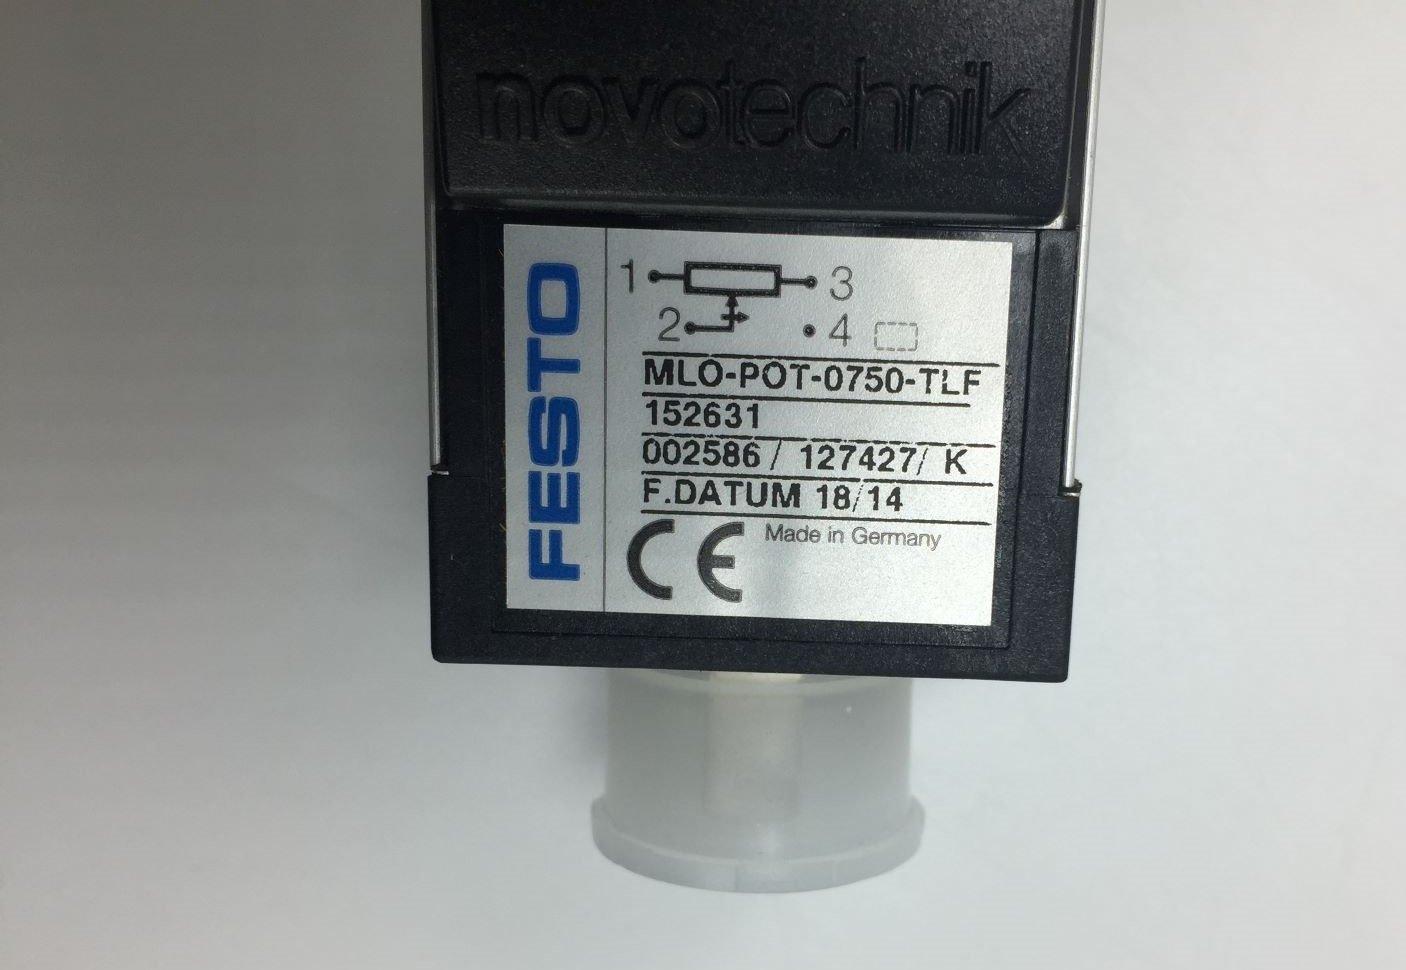 novotechnik
FESTO
1 3
2 4
MLO-POT-0750-TLF
152631
002586 / 127427/ K
F.DATUM 18/14
CE Made in Germany